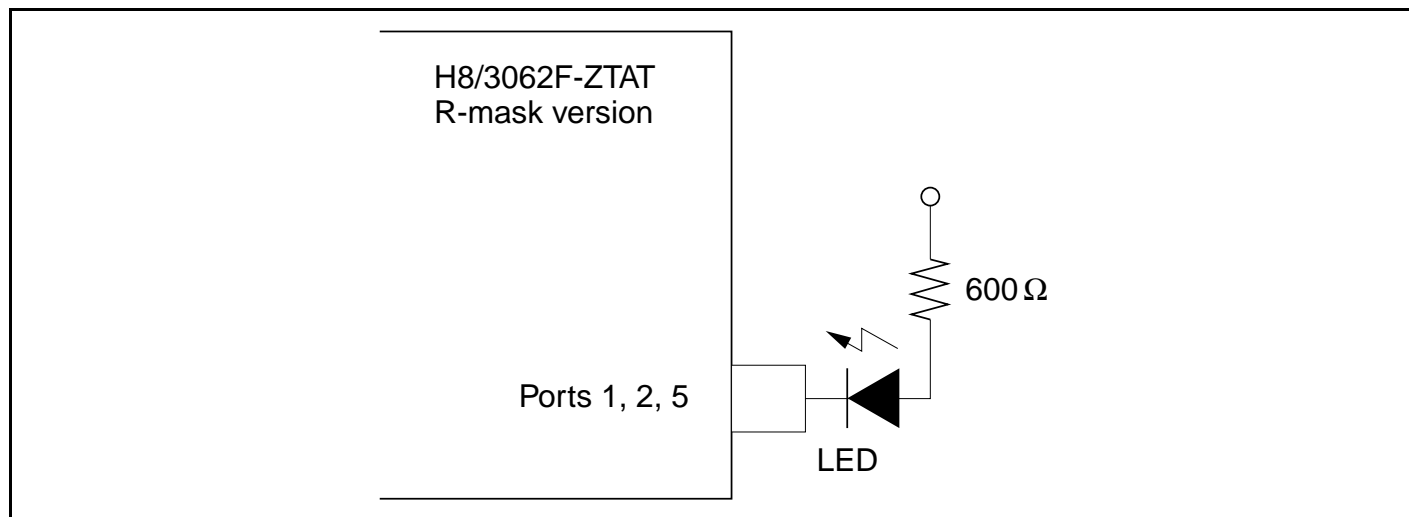 H8/3062F-ZTAT
R-mask version
600 Ω
Ports 1, 2, 5
LED